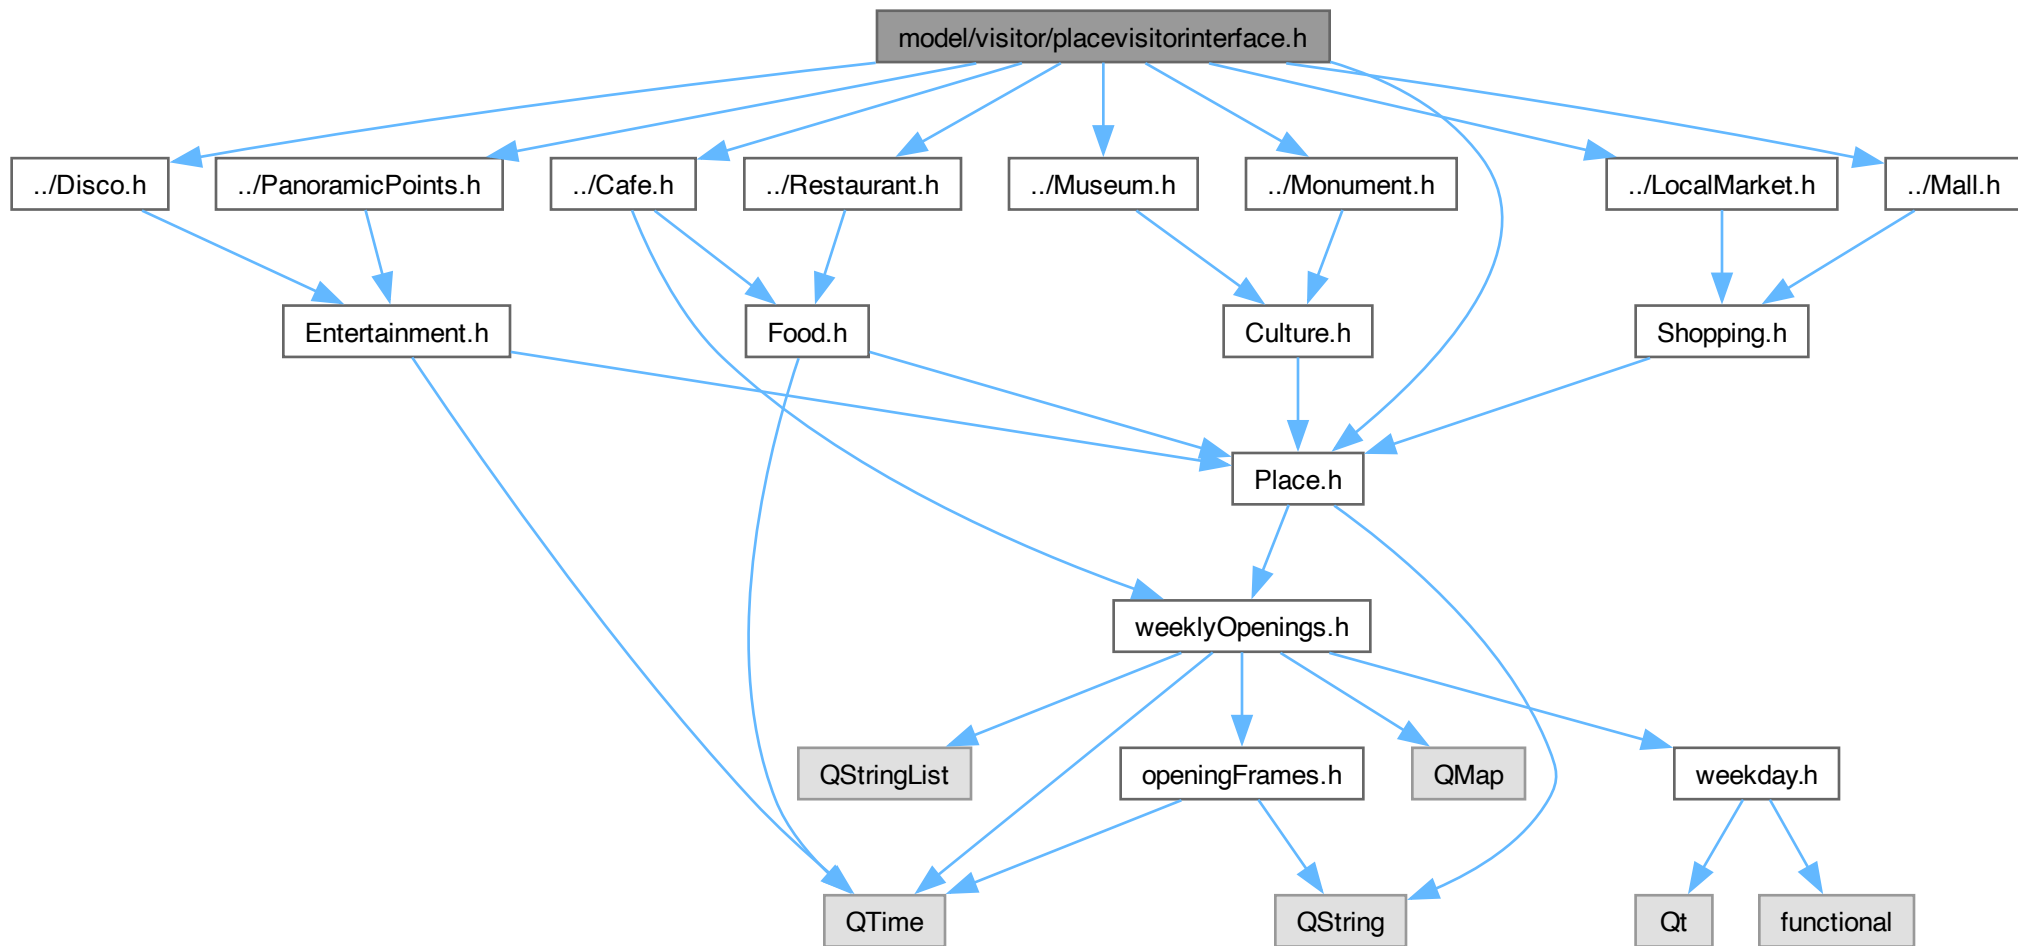 model/visitor/placevisitorinterface.h
../Disco.h
../PanoramicPoints.h
../Cafe.h
../Restaurant.h
../Museum.h
../Monument.h
../LocalMarket.h
../Mall.h
Entertainment.h
Food.h
Culture.h
Shopping.h
Place.h
weeklyOpenings.h
QStringList
openingFrames.h
QMap
weekday.h
QTime
QString
Qt
functional